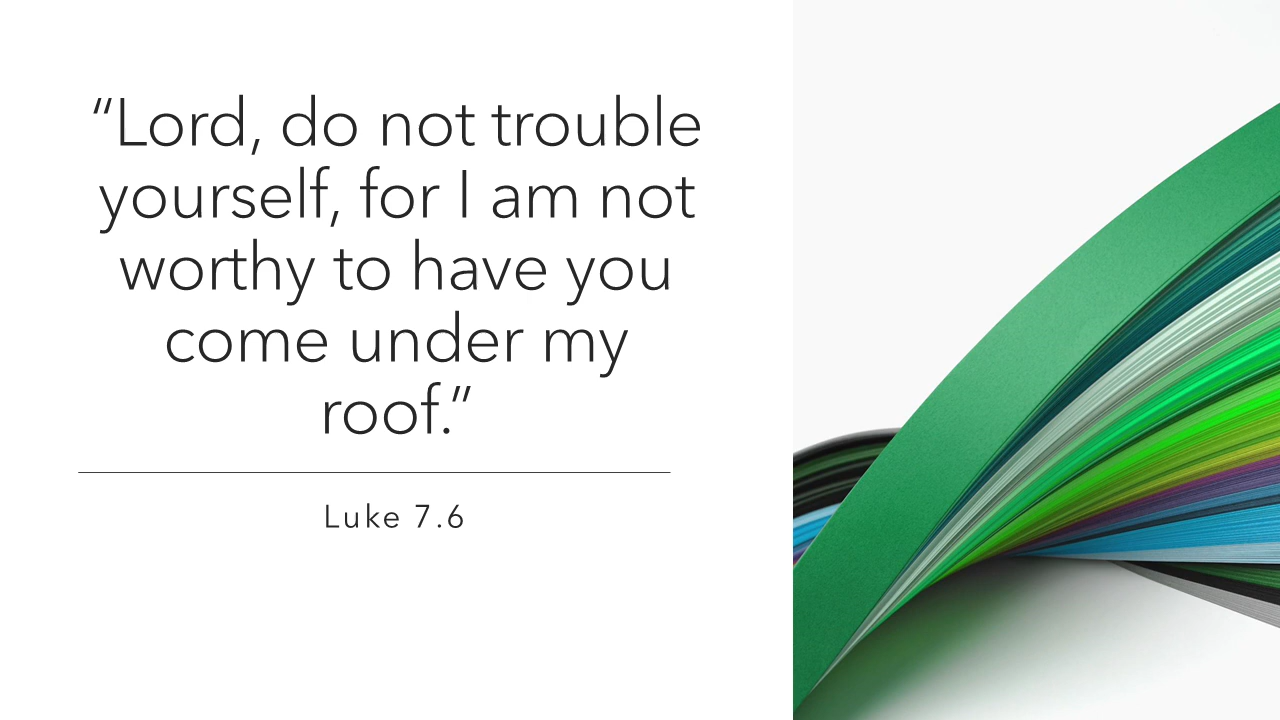 “Lord, do not trouble
yourself, for I am not
worthy to have you
come under my
roof.”
Luke 7.6